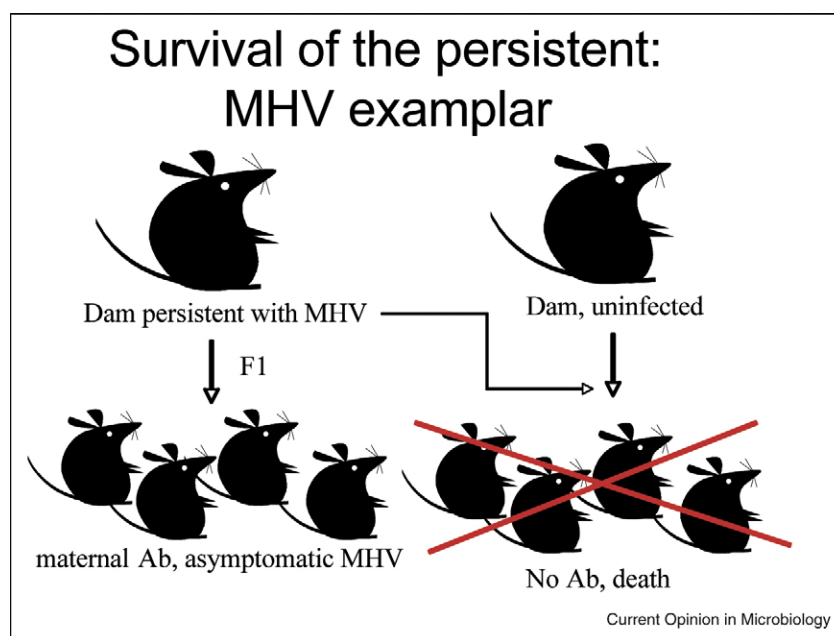 Survival of the persistent:
MHV examplar
Dam persistent with MHV
Dam, uninfected
F1
maternal Ab, asymptomatic MHV
No Ab, death
Current Opinion in Microbiology